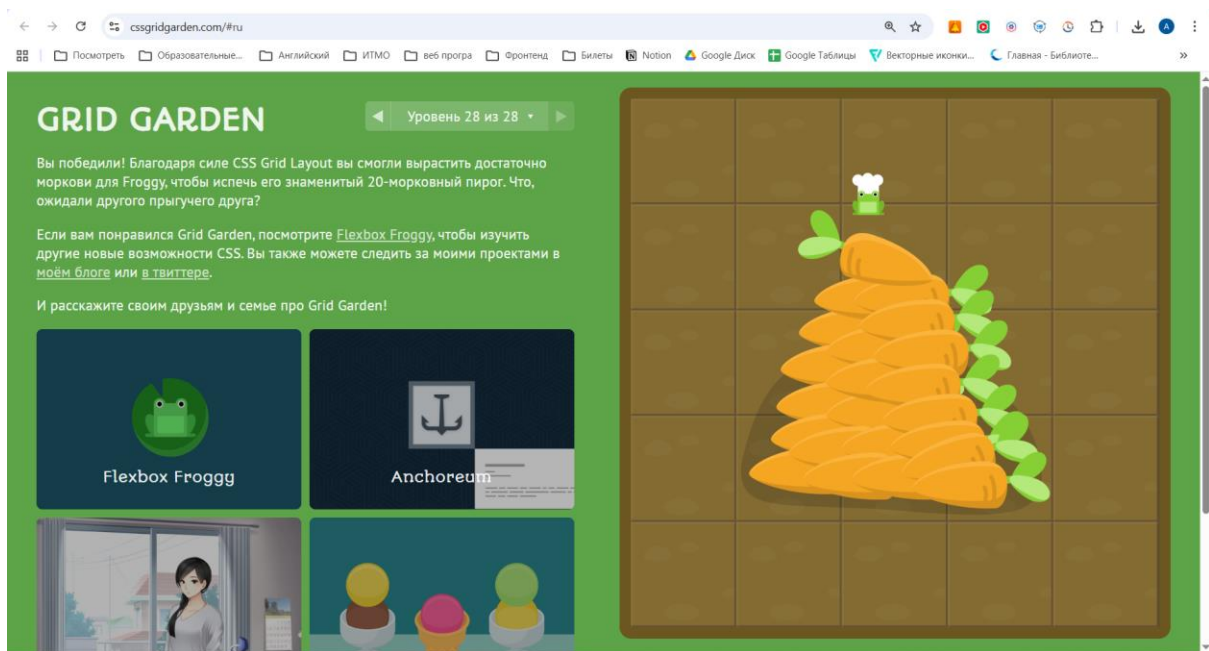 cssgridgarden.com/#ru
A
Посмотреть
Образовательные...
Английский
ИТМО
веб програ
Фронтенд
Билеты
Notion
Google Диск
Google Таблицы
Векторные иконки...
Главная - Библиоте...
»
GRID GARDEN
Уровень 28 из 28
Вы победили! Благодаря силе CSS Grid Layout вы смогли вырастить достаточно
моркови для Froggy, чтобы испечь его знаменитый 20-морковный пирог. Что,
ожидали другого прыгучего друга?
Если вам понравился Grid Garden, посмотрите Flexbox Froggy, чтобы изучить
другие новые возможности CSS. Вы также можете следить за моими проектами в
моём блоге или в твиттере.
И расскажите своим друзьям и семье про Grid Garden!
Flexbox Froggy
Anchoreum